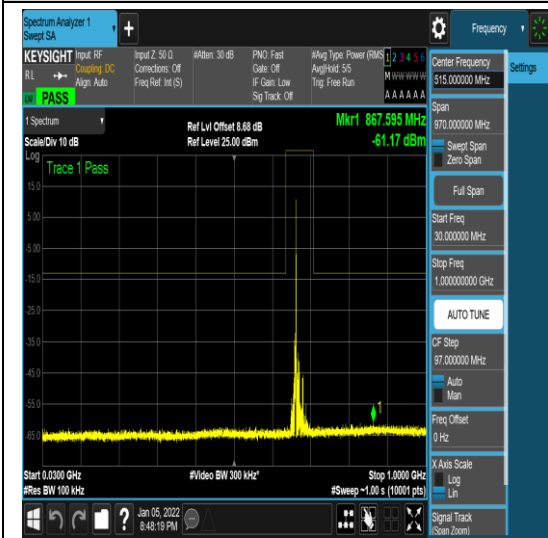 Spectrum Analyzer 1
Swept SA
+
Frequency
KEYSIGHT
RL
PASS
Input: RF
Coupling: DC
Align: Auto
Input Z: 50 Ω
Corrections: Off
Freq Ref: Int (S)
#Atten: 30 dB
PNO: Fast
Gate: Off
IF Gain: Low
Sig Track: Off
#Avg Type: Power (RMS)
Avg|Hold: 5/5
Trig: Free Run
1 2 3 4 5 6
M W W W W W
A A A A A A
1 Spectrum
Scale/Div 10 dB
Log
Ref Lvl Offset 8.68 dB
Ref Level 25.00 dBm
Mkr1 867.595 MHz
-61.17 dBm
Trace 1 Pass
15.0
5.00
-5.00
-15.0
-25.0
-35.0
-45.0
-55.0
-65.0
1
Start 0.0300 GHz
#Res BW 100 kHz
#Video BW 300 kHz*
Stop 1.0000 GHz
#Sweep ~1.00 s (10001 pts)
?
Jan 05, 2022
8:48:19 PM
Center Frequency
515.000000 MHz
Settings
Span
970.000000 MHz
Swept Span
Zero Span
Full Span
Start Freq
30.000000 MHz
Stop Freq
1.000000000 GHz
AUTO TUNE
CF Step
97.000000 MHz
Auto
Man
Freq Offset
0 Hz
X Axis Scale
Log
Lin
Signal Track
(Span Zoom)